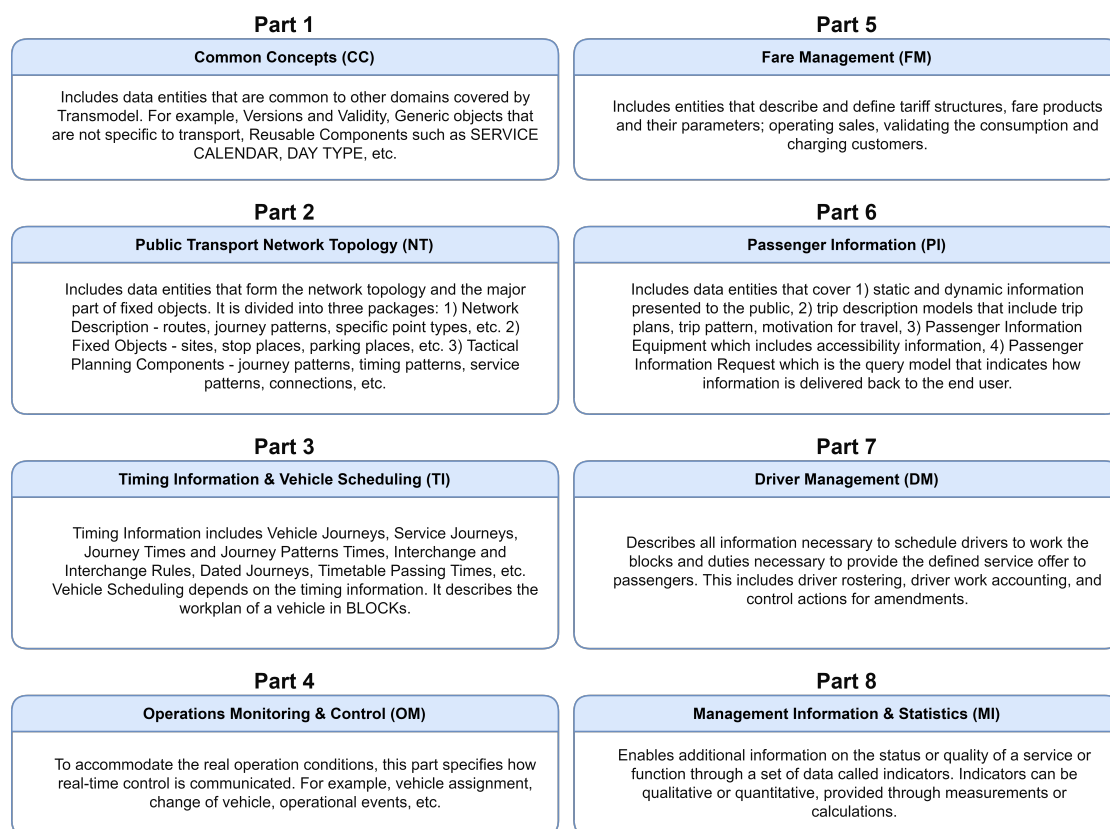 Part 1
Common Concepts (CC)
Includes data entities that are common to other domains covered by
Transmodel. For example, Versions and Validity, Generic objects that
are not specific to transport, Reusable Components such as SERVICE
CALENDAR, DAY TYPE, etc.
Part 2
Public Transport Network Topology (NT)
Includes data entities that form the network topology and the major
part of fixed objects. It is divided into three packages: 1) Network
Description - routes, journey patterns, specific point types, etc. 2)
Fixed Objects - sites, stop places, parking places, etc. 3) Tactical
Planning Components - journey patterns, timing patterns, service
patterns, connections, etc.
Part 3
Timing Information & Vehicle Scheduling (TI)
Timing Information includes Vehicle Journeys, Service Journeys,
Journey Times and Journey Patterns Times, Interchange and
Interchange Rules, Dated Journeys, Timetable Passing Times, etc.
Vehicle Scheduling depends on the timing information. It describes the
workplan of a vehicle in BLOCKs.
Part 4
Operations Monitoring & Control (OM)
To accommodate the real operation conditions, this part specifies how
real-time control is communicated. For example, vehicle assignment,
change of vehicle, operational events, etc.
Part 5
Fare Management (FM)
Includes entities that describe and define tariff structures, fare products
and their parameters; operating sales, validating the consumption and
charging customers.
Part 6
Passenger Information (PI)
Includes data entities that cover 1) static and dynamic information
presented to the public, 2) trip description models that include trip
plans, trip pattern, motivation for travel, 3) Passenger Information
Equipment which includes accessibility information, 4) Passenger
Information Request which is the query model that indicates how
information is delivered back to the end user.
Part 7
Driver Management (DM)
Describes all information necessary to schedule drivers to work the
blocks and duties necessary to provide the defined service offer to
passengers. This includes driver rostering, driver work accounting, and
control actions for amendments.
Part 8
Management Information & Statistics (MI)
Enables additional information on the status or quality of a service or
function through a set of data called indicators. Indicators can be
qualitative or quantitative, provided through measurements or
calculations.